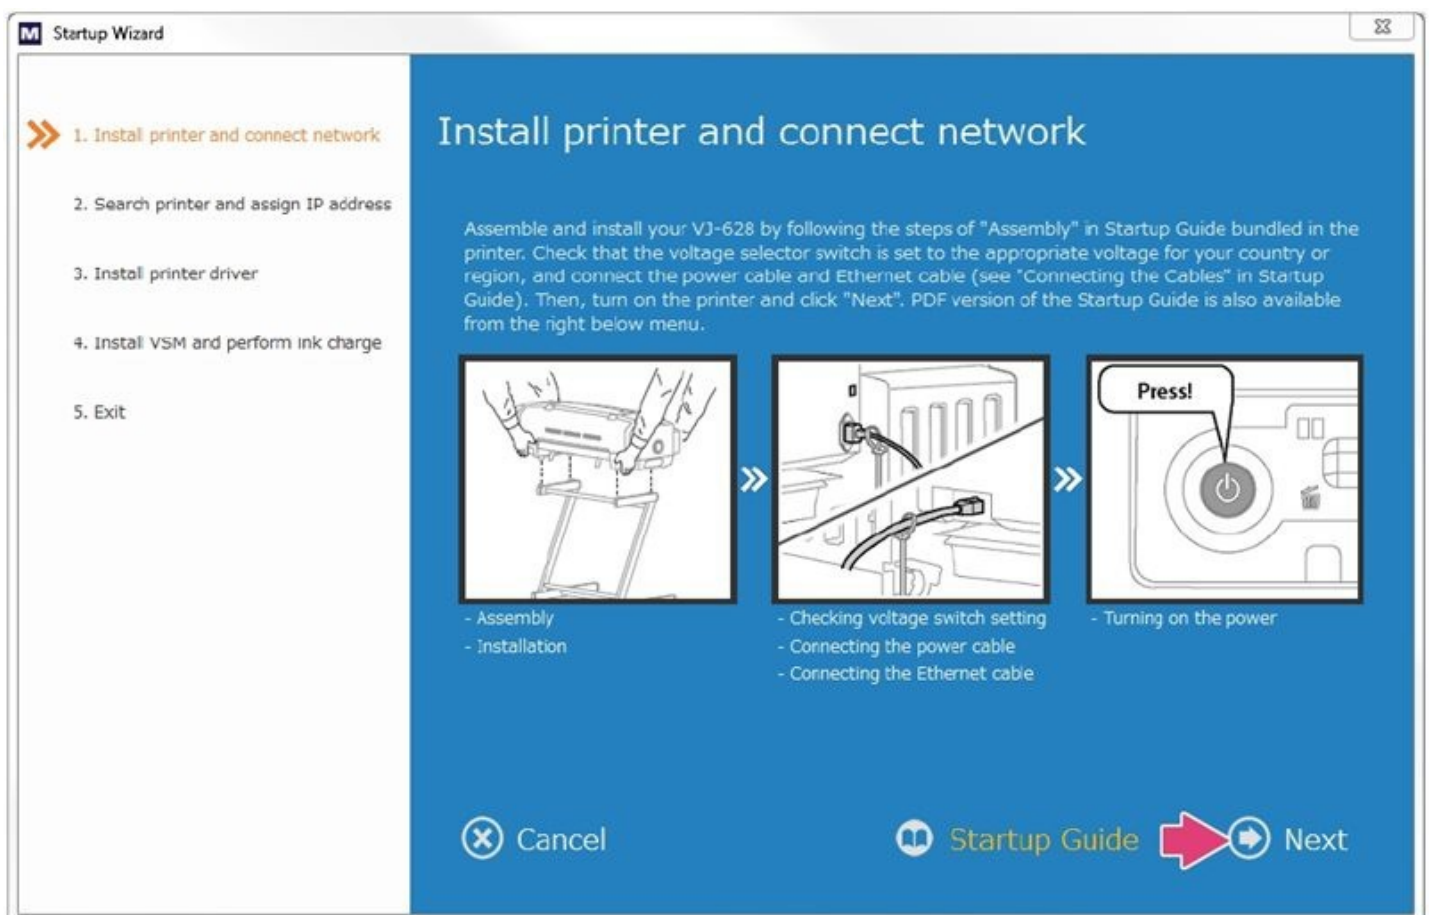 M Startup Wizard
1. Install printer and connect network
2. Search printer and assign IP address
3. Install printer driver
4. Install VSM and perform ink charge
5. Exit
Install printer and connect network
Assemble and install your VJ-628 by following the steps of "Assembly" in Startup Guide bundled in the
printer. Check that the voltage selector switch is set to the appropriate voltage for your country or
region, and connect the power cable and Ethernet cable (see "Connecting the Cables" in Startup
Guide). Then, turn on the printer and click "Next". PDF version of the Startup Guide is also available
from the right below menu.
Press!
- Assembly
- Installation
- Checking voltage switch setting
- Connecting the power cable
- Connecting the Ethernet cable
- Turning on the power
Cancel
Startup Guide
Next